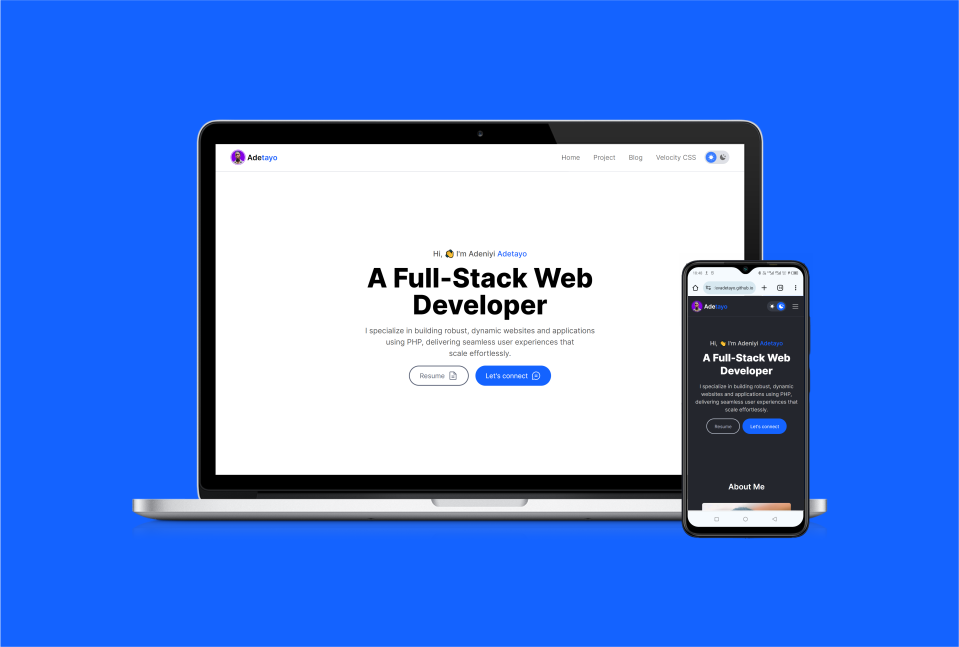 Adetayo
Home Project Blog Velocity CSS
Hi, 👋 I'm Adeniyi Adetayo
A Full-Stack Web
Developer
I specialize in building robust, dynamic websites and applications
using PHP, delivering seamless user experiences that
scale effortlessly.
Resume Let's connect
Adetayo
Hi, 👋 I'm Adeniyi Adetayo
A Full-Stack Web
Developer
I specialize in building robust, dynamic
websites and applications using PHP,
delivering seamless user experiences that
scale effortlessly.
Resume Let's connect
About Me